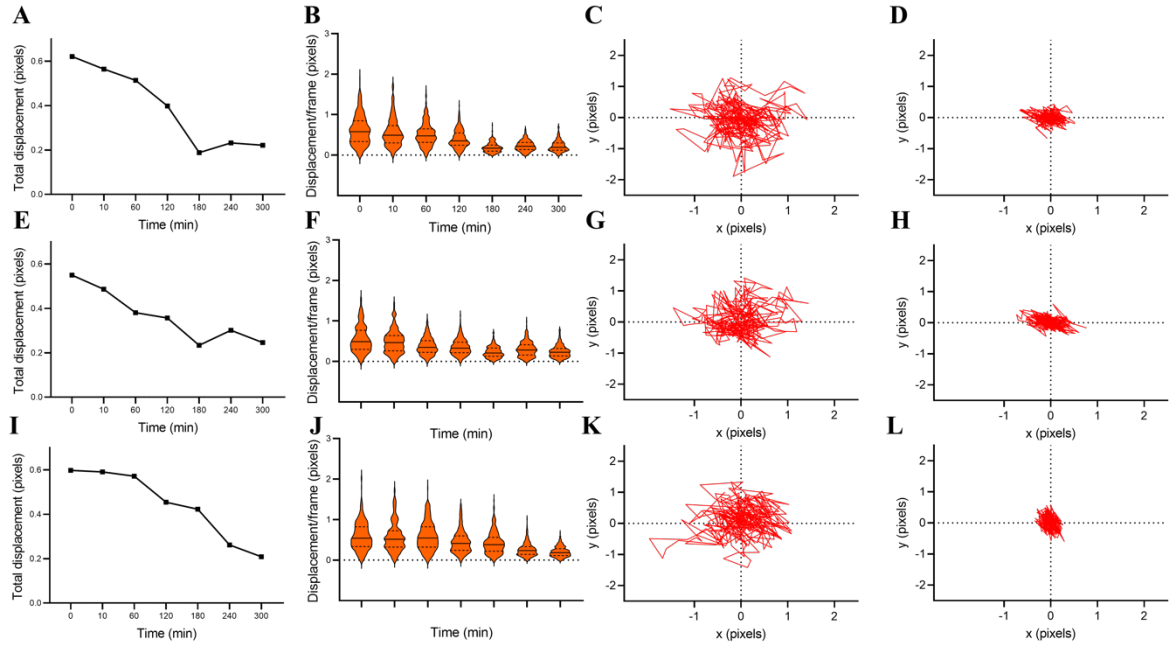 A
Total displacement (pixels)
0.6
0.4
0.2
0.0
0 10 60 120 180 240 300
Time (min)
B
Displacement/frame (pixels)
3
2
1
0
0 10 60 120 180 240 300
Time (min)
C
y (pixels)
2
1
0
-1
-2
-1 0 1 2
x (pixels)
D
y (pixels)
2
1
0
-1
-2
-1 0 1 2
x (pixels)
E
Total displacement (pixels)
0.6
0.4
0.2
0.0
0 10 60 120 180 240 300
Time (min)
F
Displacement/frame (pixels)
3
2
1
0
Time (min)
G
y (pixels)
2
1
0
-1
-2
-1 0 1 2
x (pixels)
H
y (pixels)
2
1
0
-1
-2
-1 0 1 2
x (pixels)
I
Total displacement (pixels)
0.6
0.4
0.2
0.0
0 10 60 120 180 240 300
Time (min)
J
Displacement/frame (pixels)
3
2
1
0
Time (min)
K
y (pixels)
2
1
0
-1
-2
-1 0 1 2
x (pixels)
L
y (pixels)
2
1
0
-1
-2
-1 0 1 2
x (pixels)